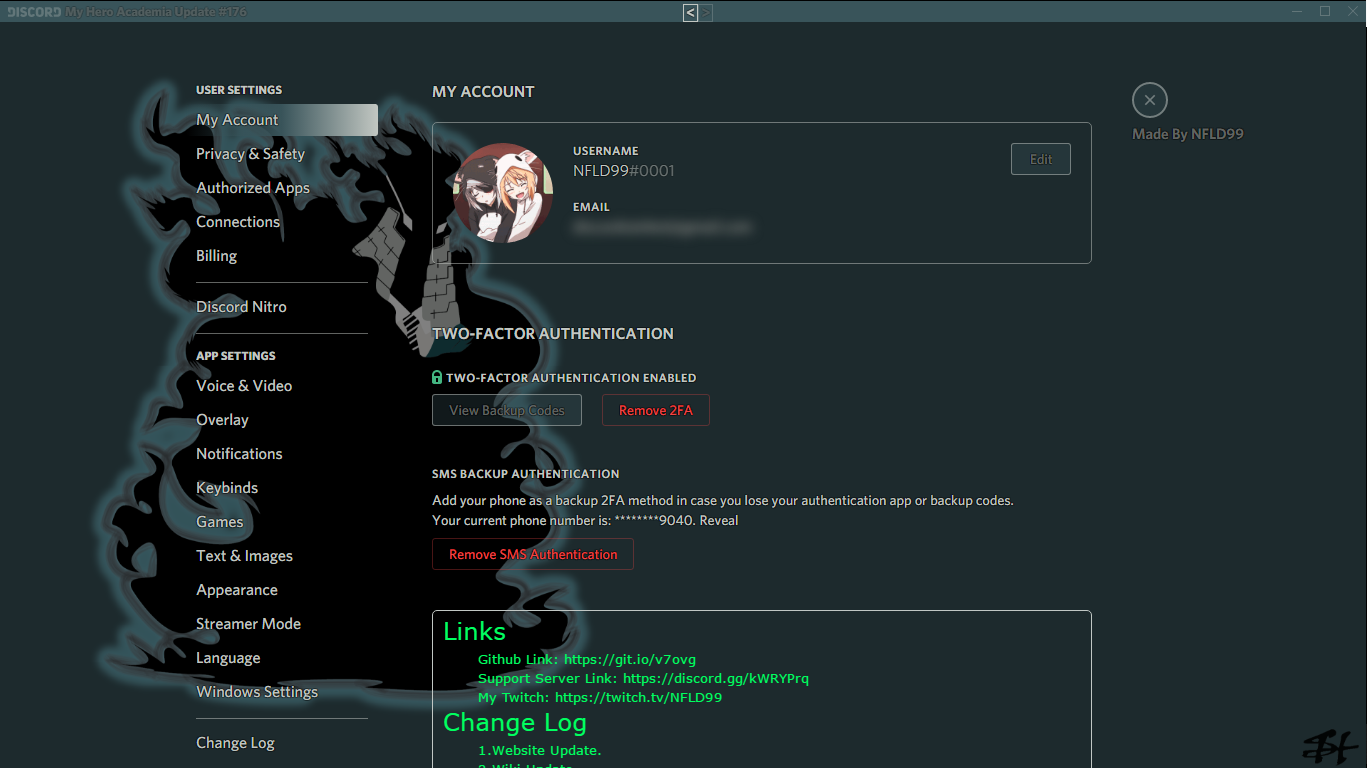 DISCORD My Hero Academia Update #176
< >
USER SETTINGS
My Account
Privacy & Safety
Authorized Apps
Connections
Billing
Discord Nitro
APP SETTINGS
Voice & Video
Overlay
Notifications
Keybinds
Games
Text & Images
Appearance
Streamer Mode
Language
Windows Settings
Change Log
MY ACCOUNT
USERNAME
NFLD99#0001
Edit
EMAIL
TWO-FACTOR AUTHENTICATION
TWO-FACTOR AUTHENTICATION ENABLED
View Backup Codes
Remove 2FA
SMS BACKUP AUTHENTICATION
Add your phone as a backup 2FA method in case you lose your authentication app or backup codes.
Your current phone number is: ********9040. Reveal
Remove SMS Authentication
Links
Github Link: https://git.io/v7ovg
Support Server Link: https://discord.gg/kWRYPrq
My Twitch: https://twitch.tv/NFLD99
Change Log
1.Website Update.
2.Wiki Update.
Made By NFLD99